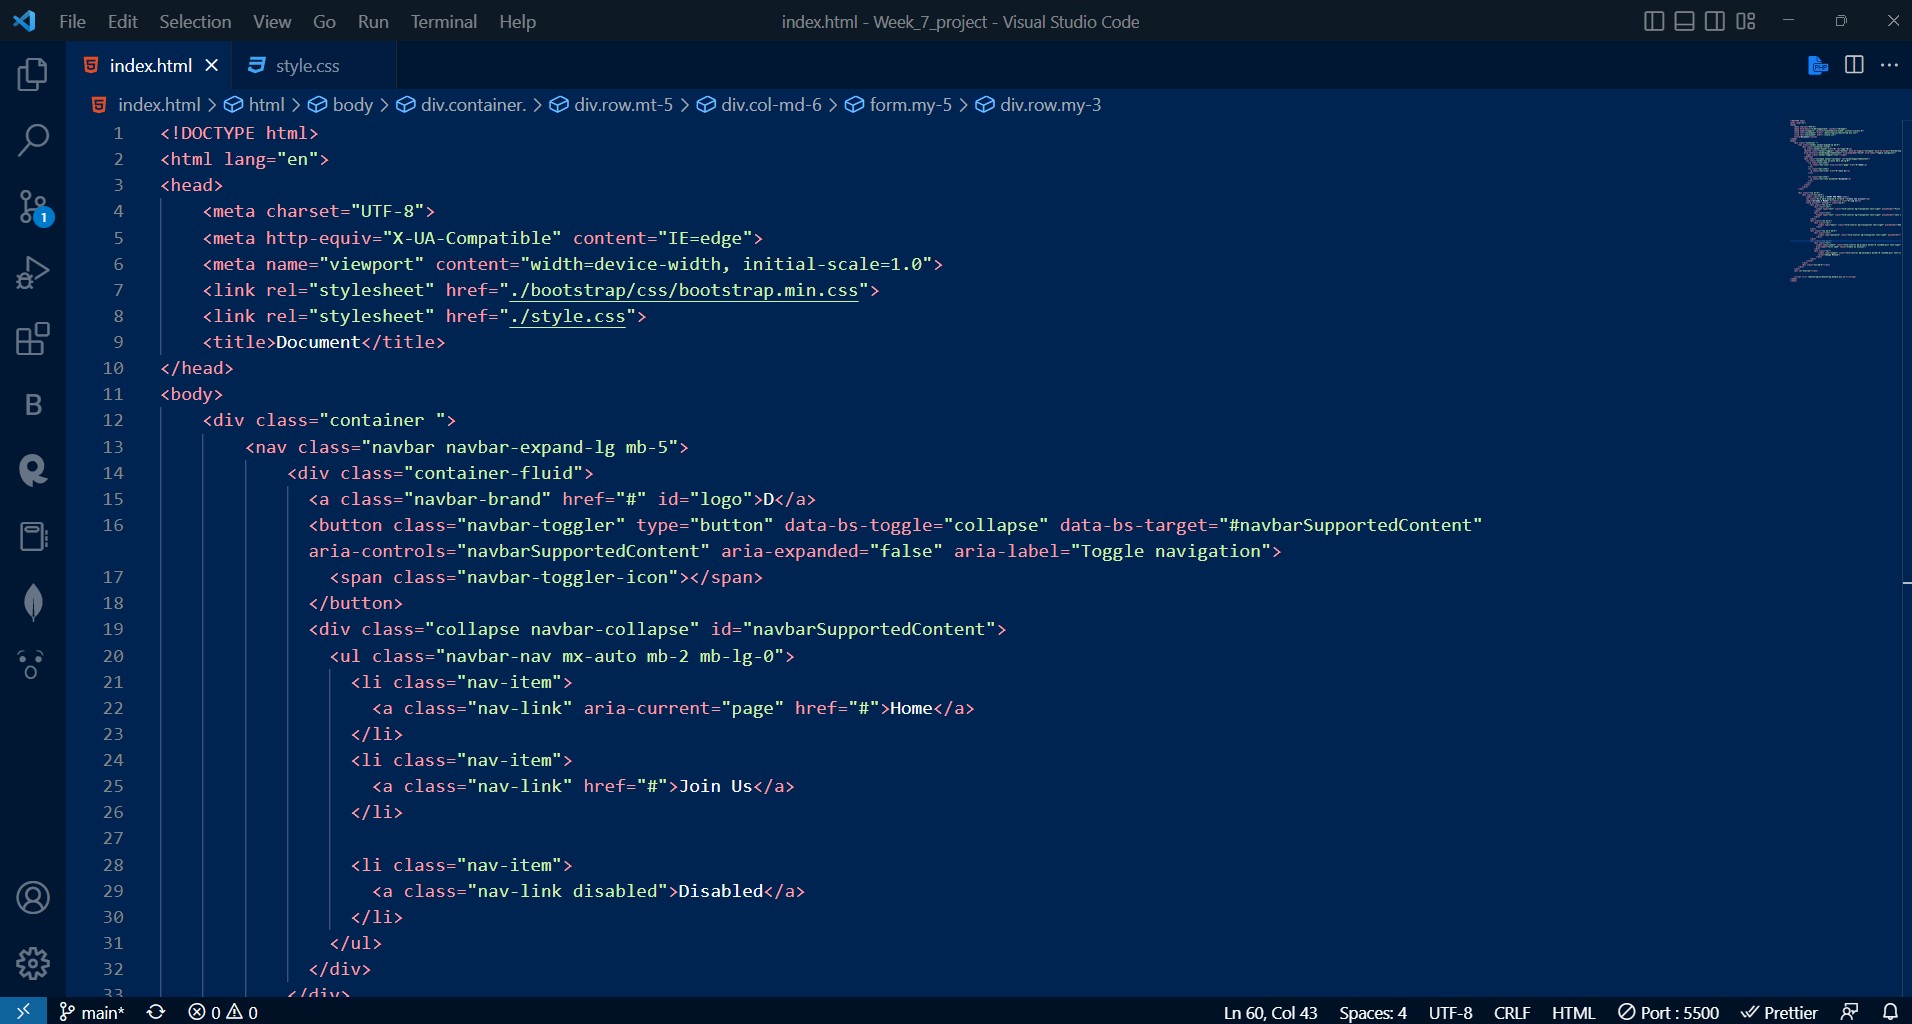 File Edit Selection View Go Run Terminal Help index.html - Week_7_project - Visual Studio Code
index.html style.css
index.html > html > body > div.container. > div.row.mt-5 > div.col-md-6 > form.my-5 > div.row.my-3
1 <!DOCTYPE html>
2 <html lang="en">
3 <head>
4 <meta charset="UTF-8">
5 <meta http-equiv="X-UA-Compatible" content="IE=edge">
6 <meta name="viewport" content="width=device-width, initial-scale=1.0">
7 <link rel="stylesheet" href="./bootstrap/css/bootstrap.min.css">
8 <link rel="stylesheet" href="./style.css">
9 <title>Document</title>
10 </head>
11 <body>
12 <div class="container ">
13 <nav class="navbar navbar-expand-lg mb-5">
14 <div class="container-fluid">
15 <a class="navbar-brand" href="#" id="logo">D</a>
16 <button class="navbar-toggler" type="button" data-bs-toggle="collapse" data-bs-target="#navbarSupportedContent"
aria-controls="navbarSupportedContent" aria-expanded="false" aria-label="Toggle navigation">
17 <span class="navbar-toggler-icon"></span>
18 </button>
19 <div class="collapse navbar-collapse" id="navbarSupportedContent">
20 <ul class="navbar-nav mx-auto mb-2 mb-lg-0">
21 <li class="nav-item">
22 <a class="nav-link" aria-current="page" href="#">Home</a>
23 </li>
24 <li class="nav-item">
25 <a class="nav-link" href="#">Join Us</a>
26 </li>
27
28 <li class="nav-item">
29 <a class="nav-link disabled">Disabled</a>
30 </li>
31 </ul>
32 </div>
33 </div>
main* 0 0 Ln 60, Col 43 Spaces: 4 UTF-8 CRLF HTML Port : 5500 Prettier